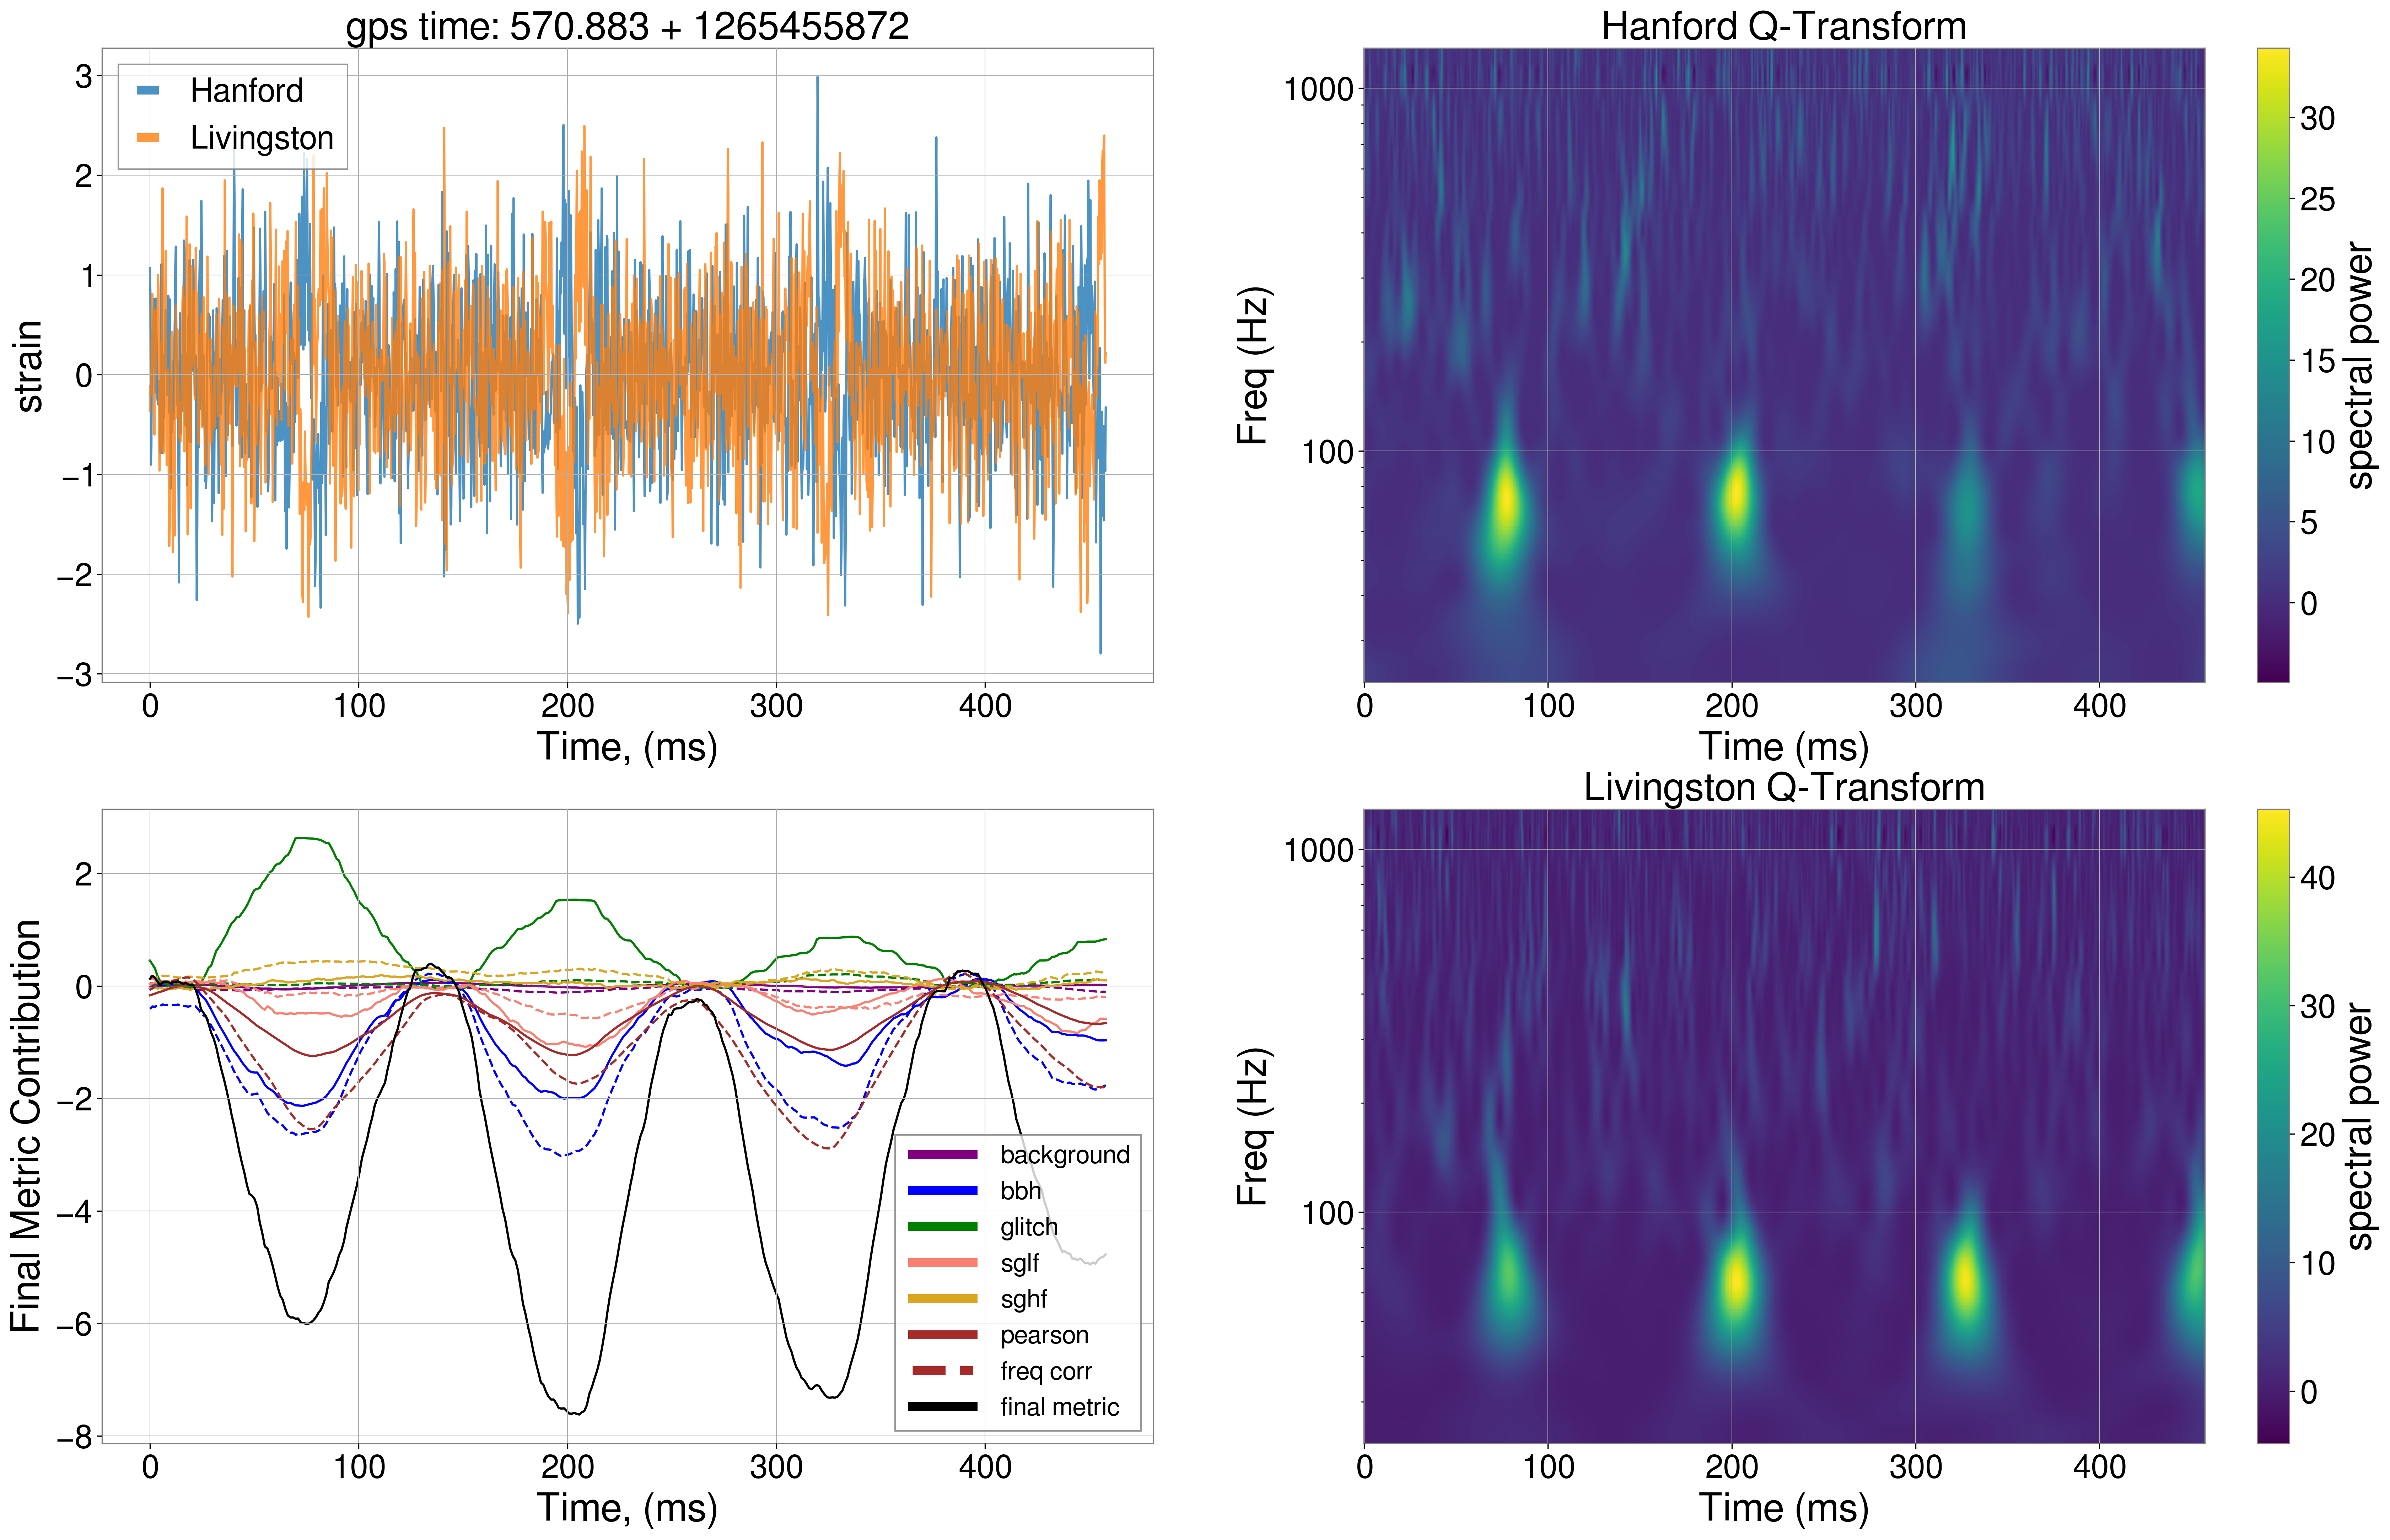 gps time: 570.883 + 1265455872
Hanford
Livingston
strain
3
2
1
0
−1
−2
−3
0
100
200
300
400
Time, (ms)
Hanford Q-Transform
Freq (Hz)
1000
100
0
100
200
300
400
Time (ms)
30
25
20
15
10
5
0
spectral power
Final Metric Contribution
2
0
−2
−4
−6
−8
0
100
200
300
400
Time, (ms)
background
bbh
glitch
sglf
sghf
pearson
freq corr
final metric
Livingston Q-Transform
Freq (Hz)
1000
100
0
100
200
300
400
Time (ms)
40
30
20
10
0
spectral power